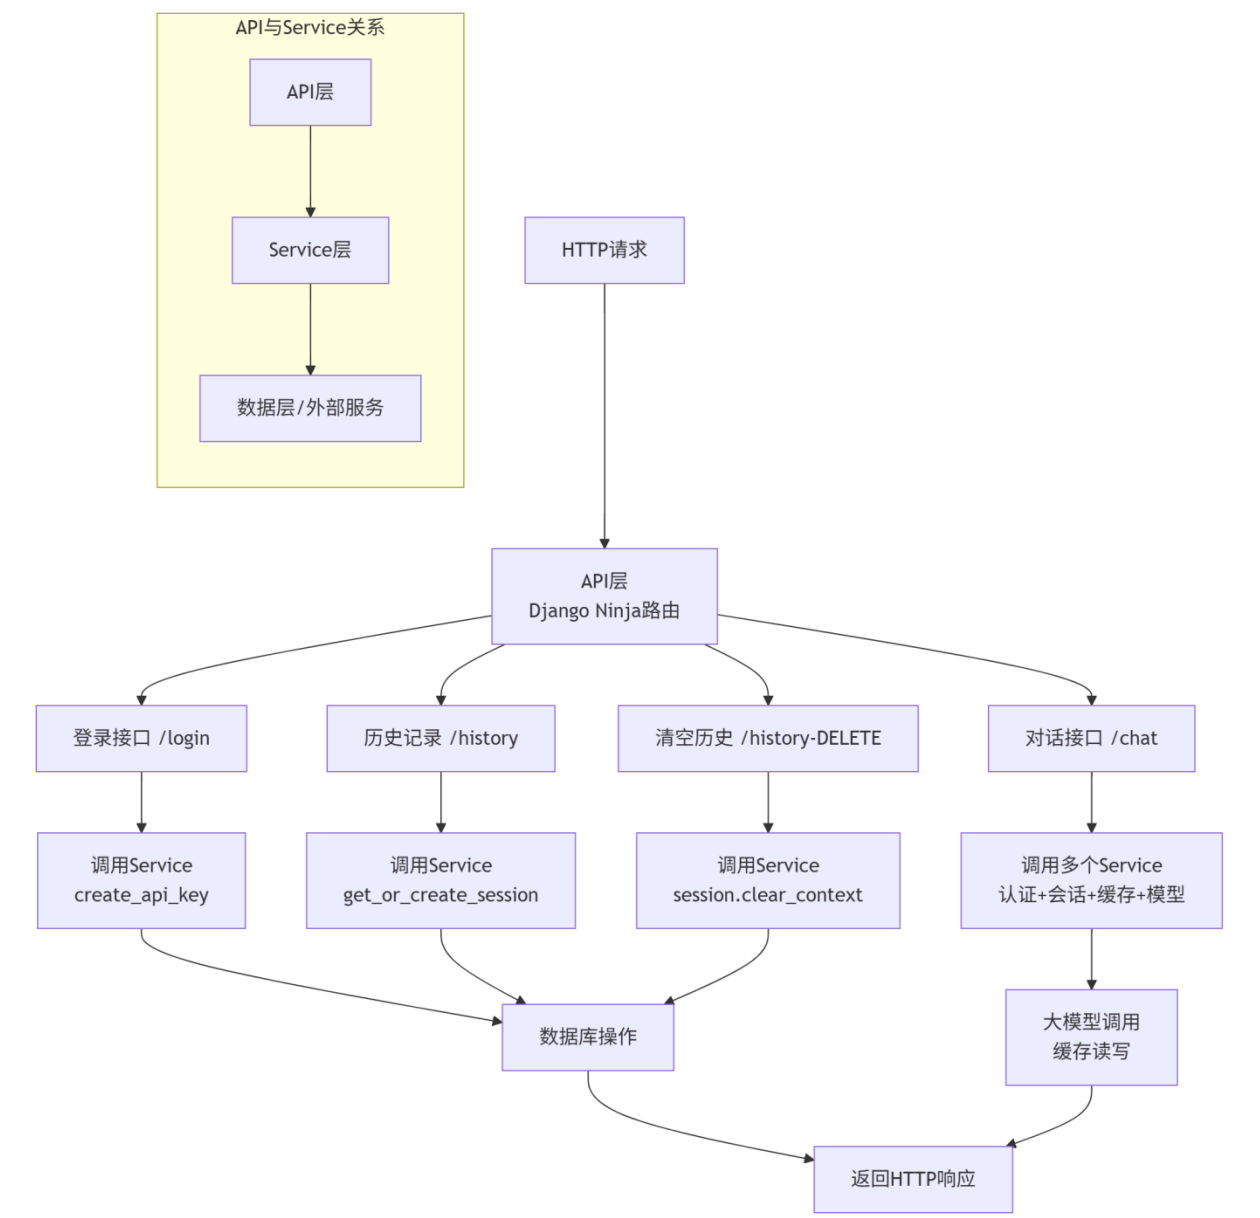 API与Service关系
API层
Service层
数据层/外部服务
HTTP请求
API层
Django Ninja路由
登录接口 /login
历史记录 /history
清空历史 /history-DELETE
对话接口 /chat
调用Service
create_api_key
调用Service
get_or_create_session
调用Service
session.clear_context
调用多个Service
认证+会话+缓存+模型
数据库操作
大模型调用
缓存读写
返回HTTP响应